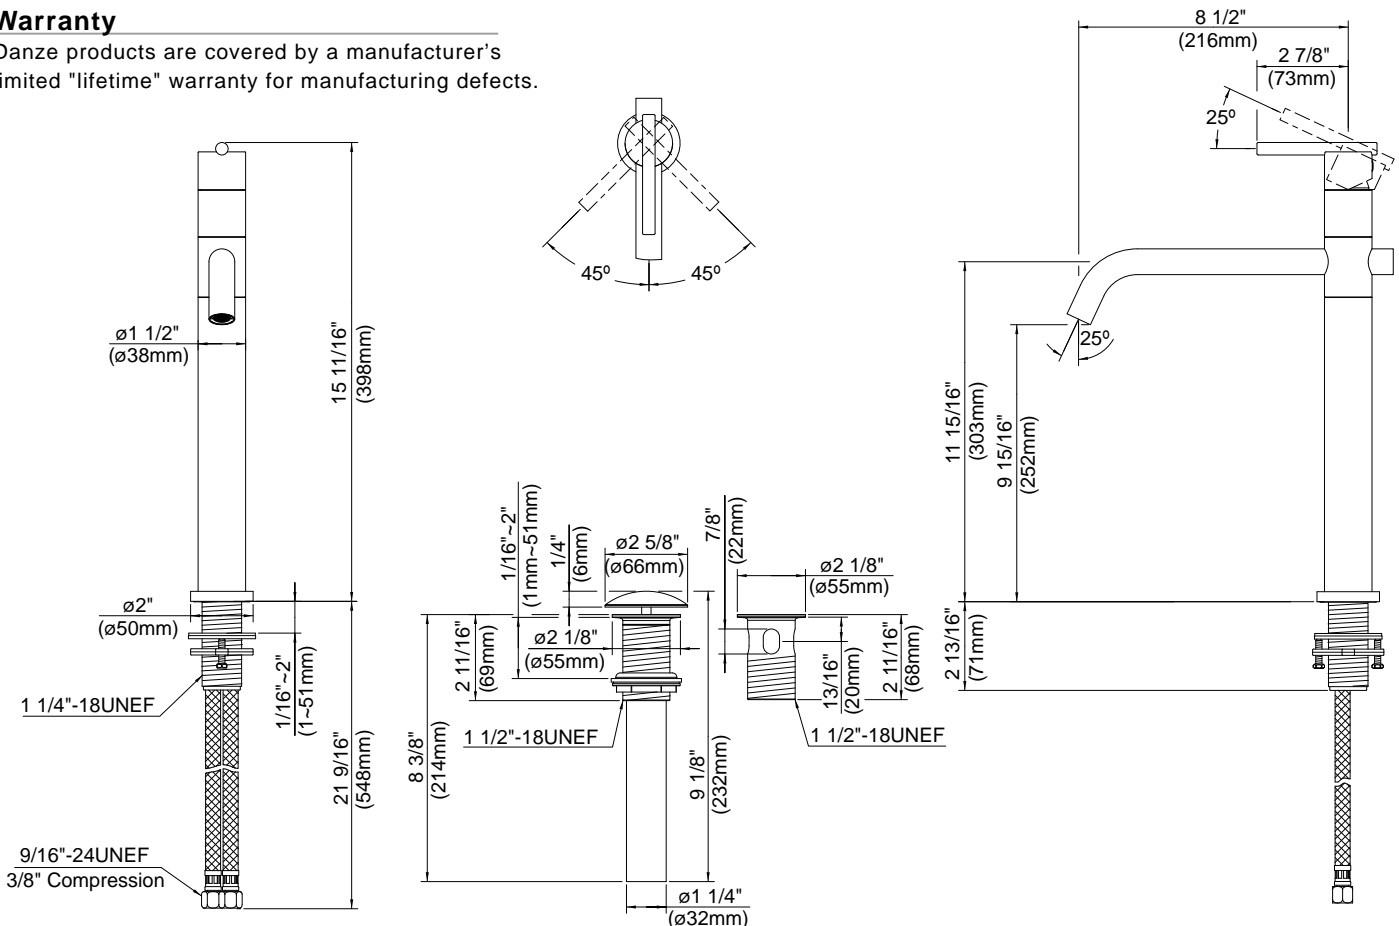 Warranty
Danze products are covered by a manufacturer's
limited "lifetime" warranty for manufacturing defects.
8 1/2"
(216mm)
2 7/8"
(73mm)
25º
45º
45º
ø1 1/2"
(ø38mm)
15 11/16"
(398mm)
25º
11 15/16"
(303mm)
9 15/16"
(252mm)
1/16"~2"
(1mm~51mm)
1/4"
(6mm)
ø2 5/8"
(ø66mm)
7/8"
(22mm)
ø2 1/8"
(ø55mm)
ø2"
(ø50mm)
2 11/16"
(69mm)
ø2 1/8"
(ø55mm)
13/16"
(20mm)
2 11/16"
(68mm)
2 13/16"
(71mm)
1 1/4"-18UNEF
1/16"~2"
(1~51mm)
21 9/16"
(548mm)
1 1/2"-18UNEF
1 1/2"-18UNEF
8 3/8"
(214mm)
9 1/8"
(232mm)
9/16"-24UNEF
3/8" Compression
ø1 1/4"
(ø32mm)